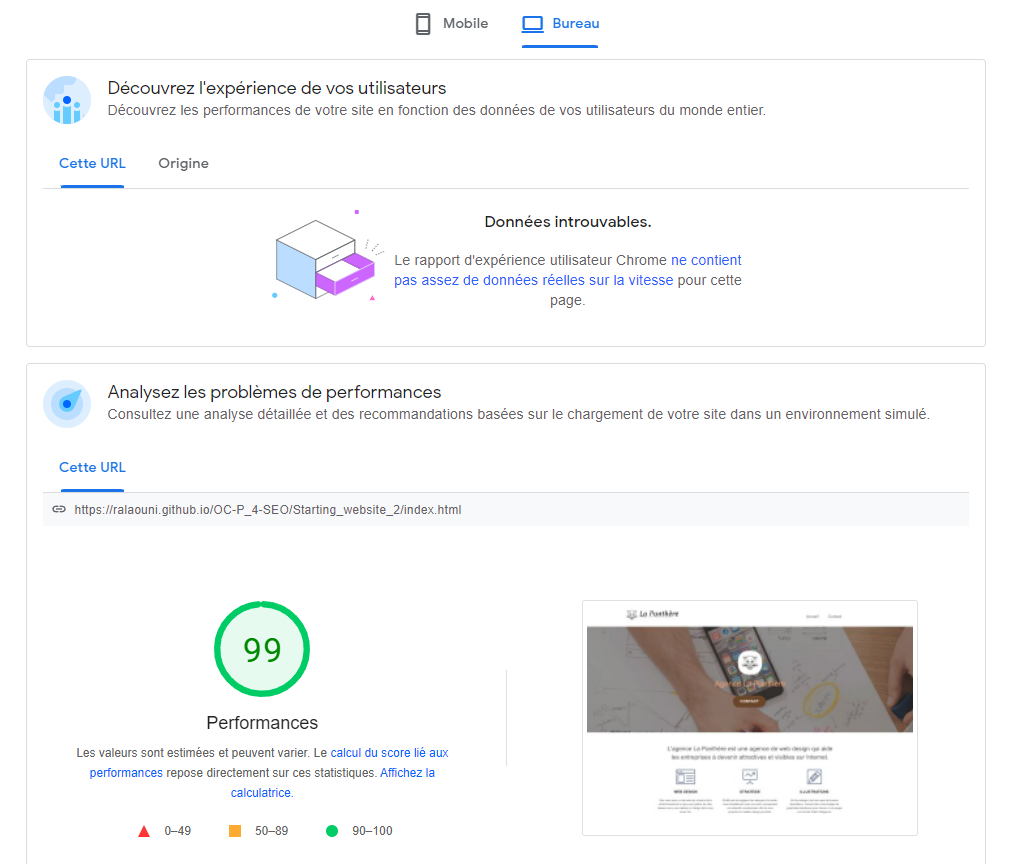 Mobile
Bureau
Découvrez l'expérience de vos utilisateurs
Découvrez les performances de votre site en fonction des données de vos utilisateurs du monde entier.
Cette URL
Origine
Données introuvables.
Le rapport d'expérience utilisateur Chrome ne contient
pas assez de données réelles sur la vitesse pour cette
page.
Analysez les problèmes de performances
Consultez une analyse détaillée et des recommandations basées sur le chargement de votre site dans un environnement simulé.
Cette URL
https://ralaouni.github.io/OC-P_4-SEO/Starting_website_2/index.html
99
Performances
Les valeurs sont estimées et peuvent varier. Le calcul du score lié aux
performances repose directement sur ces statistiques. Affichez la
calculatrice.
0–49
50–89
90–100
La Panthère
Accueil
Contact
Agence La Panthère
CONTACT
L'agence La Panthère est une agence de web design qui aide
les entreprises à devenir attractives et visibles sur Internet.
WEB DESIGN
STRATÉGIE
ILLUSTRATIONS